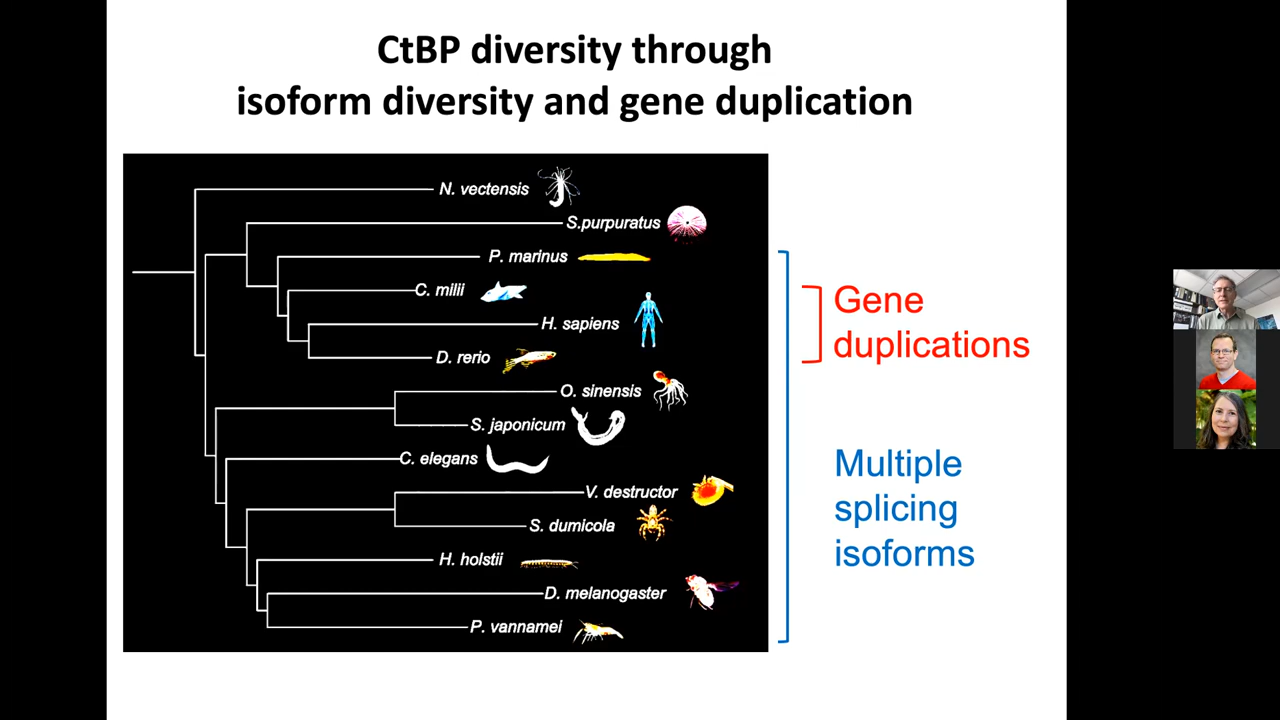 CtBP diversity through
isoform diversity and gene duplication
N. vectensis
S.purpuratus
P. marinus
C. milii
H. sapiens
D. rerio
O. sinensis
S. japonicum
C. elegans
V. destructor
S. dumicola
H. holstii
D. melanogaster
P. vannamei
Gene
duplications
Multiple
splicing
isoforms